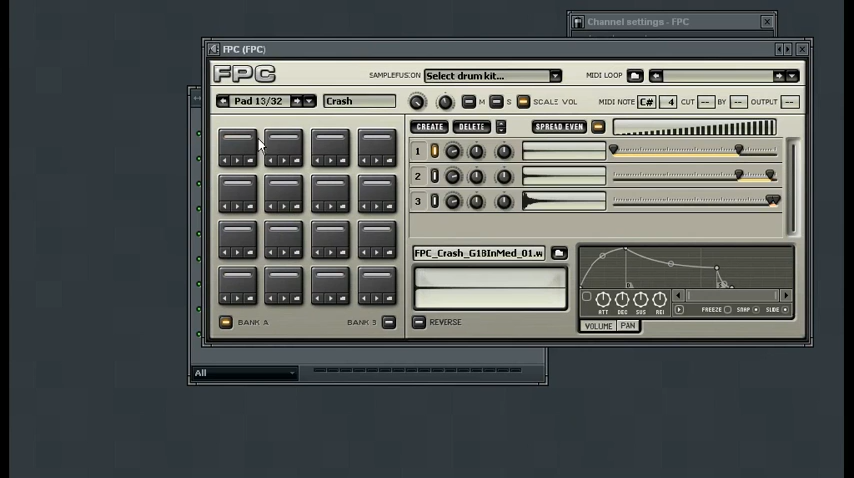 Channel settings - FPC
FPC (FPC)
FPC
SAMPLEFUSION
Select drum kit...
MIDI LOOP
Pad 13/32
Crash
M
S
SCALE VOL
MIDI NOTE
C#
4
CUT
--
BY
--
OUTPUT
--
CREATE
DELETE
SPREAD EVEN
1
2
3
FPC_Crash_G18InMed_01.w
ATT
DEC
SUS
REL
FREEZE
SNAP
SLIDE
BANK A
BANK B
REVERSE
VOLUME
PAN
All